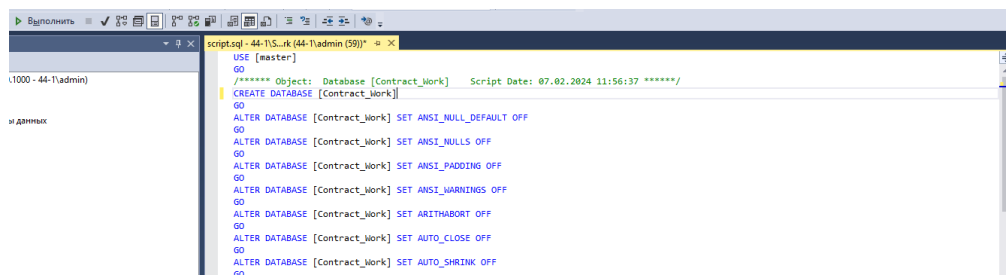 Выполнить
script.sql - 44-1\S...rk (44-1\admin (59))*
.1000 - 44-1\admin)
ы данных
USE [master]
GO
/****** Object:  Database [Contract_Work]    Script Date: 07.02.2024 11:56:37 ******/
CREATE DATABASE [Contract_Work]
GO
ALTER DATABASE [Contract_Work] SET ANSI_NULL_DEFAULT OFF
GO
ALTER DATABASE [Contract_Work] SET ANSI_NULLS OFF
GO
ALTER DATABASE [Contract_Work] SET ANSI_PADDING OFF
GO
ALTER DATABASE [Contract_Work] SET ANSI_WARNINGS OFF
GO
ALTER DATABASE [Contract_Work] SET ARITHABORT OFF
GO
ALTER DATABASE [Contract_Work] SET AUTO_CLOSE OFF
GO
ALTER DATABASE [Contract_Work] SET AUTO_SHRINK OFF
GO